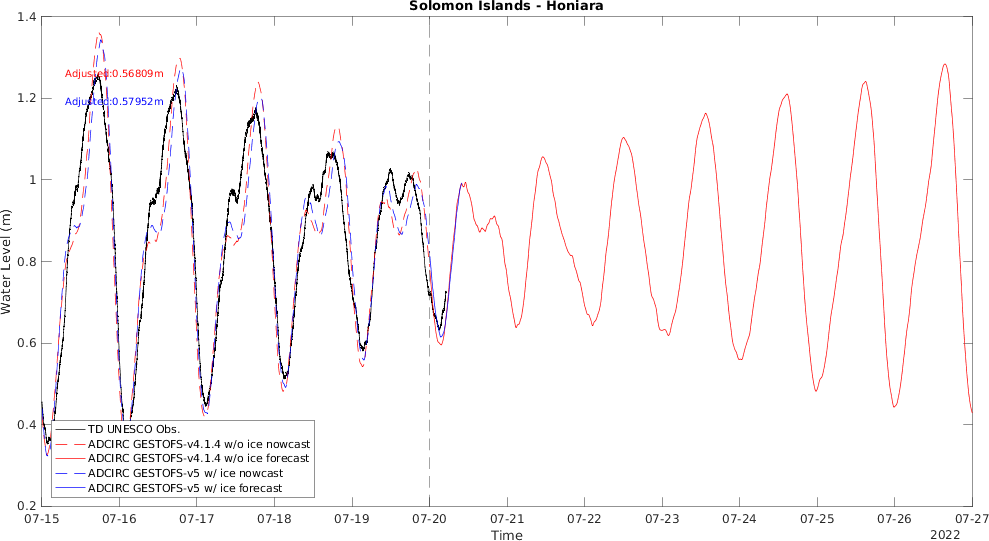 Solomon Islands - Honiara
1.4
1.2
1
0.8
0.6
0.4
0.2
Water Level (m)
Adjusted:0.56809m
Adjusted:0.57952m
TD UNESCO Obs.
ADCIRC GESTOFS-v4.1.4 w/o ice nowcast
ADCIRC GESTOFS-v4.1.4 w/o ice forecast
ADCIRC GESTOFS-v5 w/ ice nowcast
ADCIRC GESTOFS-v5 w/ ice forecast
07-15 07-16 07-17 07-18 07-19 07-20 07-21 07-22 07-23 07-24 07-25 07-26 07-27
Time
2022